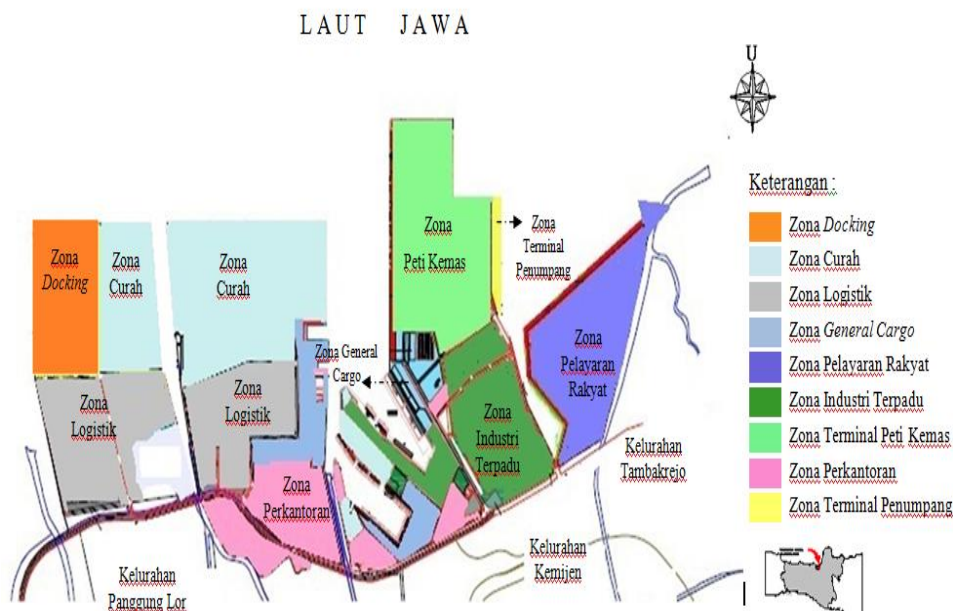 LAUT JAWA
U
Keterangan :
Zona Docking
Zona Curah
Zona Logistik
Zona General Cargo
Zona Pelayaran Rakyat
Zona Industri Terpadu
Zona Terminal Peti Kemas
Zona Perkantoran
Zona Terminal Penumpang
Zona
Docking
Zona
Curah
Zona
Curah
Zona
Peti Kemas
Zona
Terminal
Penumpang
Zona General
Cargo
Zona
Pelayaran
Rakyat
Zona
Logistik
Zona
Logistik
Zona
Industri
Terpadu
Zona
Perkantoran
Kelurahan
Tambakrejo
Kelurahan
Kemijen
Kelurahan
Panggung Lor